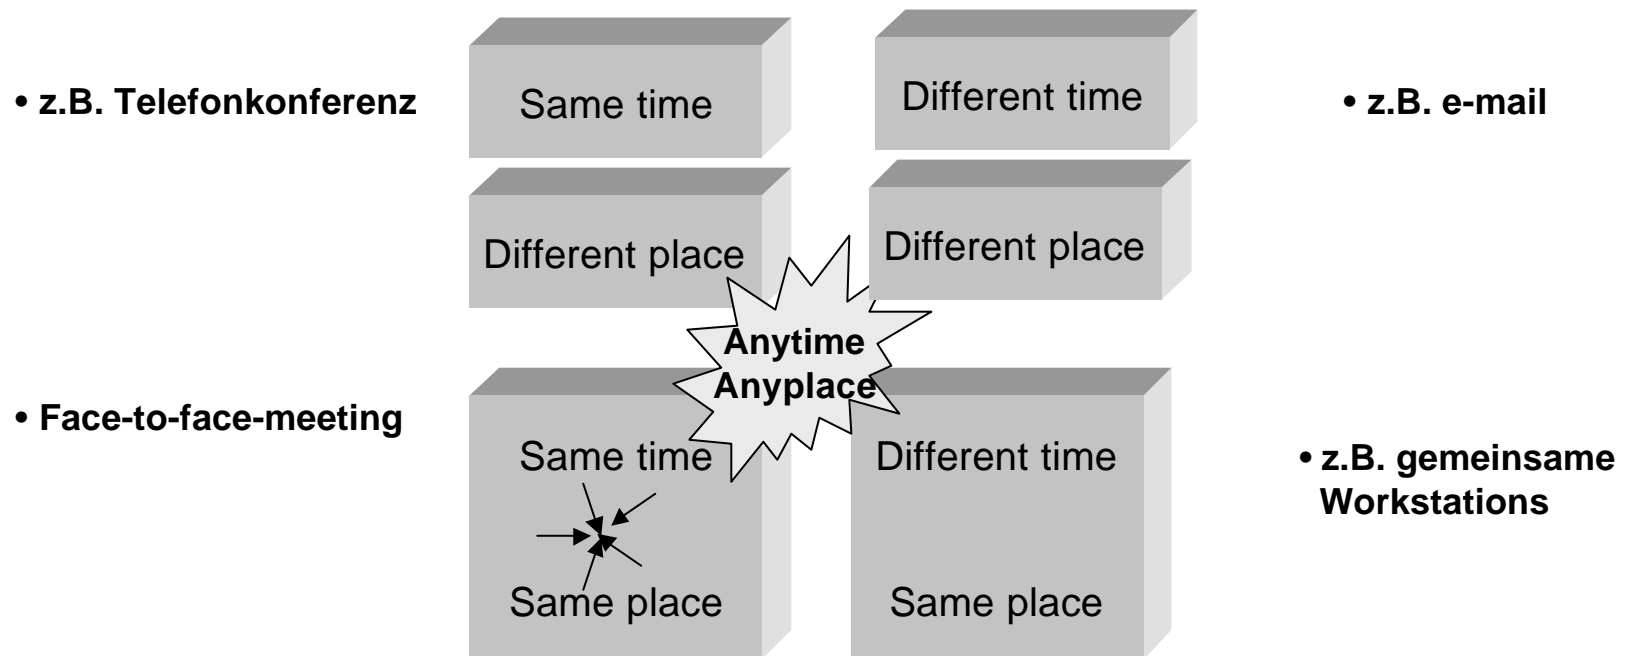 • z.B. Telefonkonferenz
Same time
Different time
• z.B. e-mail
Different place
Different place
Anytime
Anyplace
• Face-to-face-meeting
Same time
Different time
• z.B. gemeinsame
Workstations
Same place
Same place